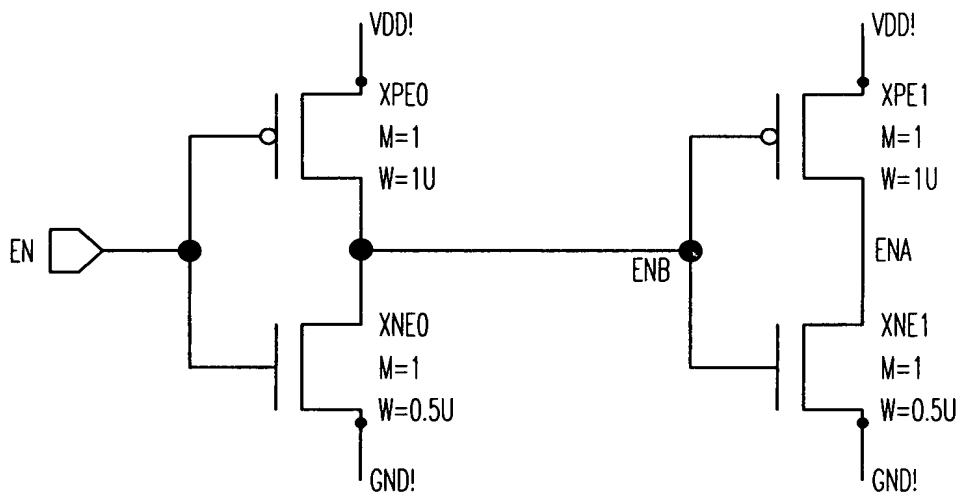 VDD!
XPE0
M=1
W=1U
EN
XNE0
M=1
W=0.5U
GND!
ENB
VDD!
XPE1
M=1
W=1U
ENA
XNE1
M=1
W=0.5U
GND!